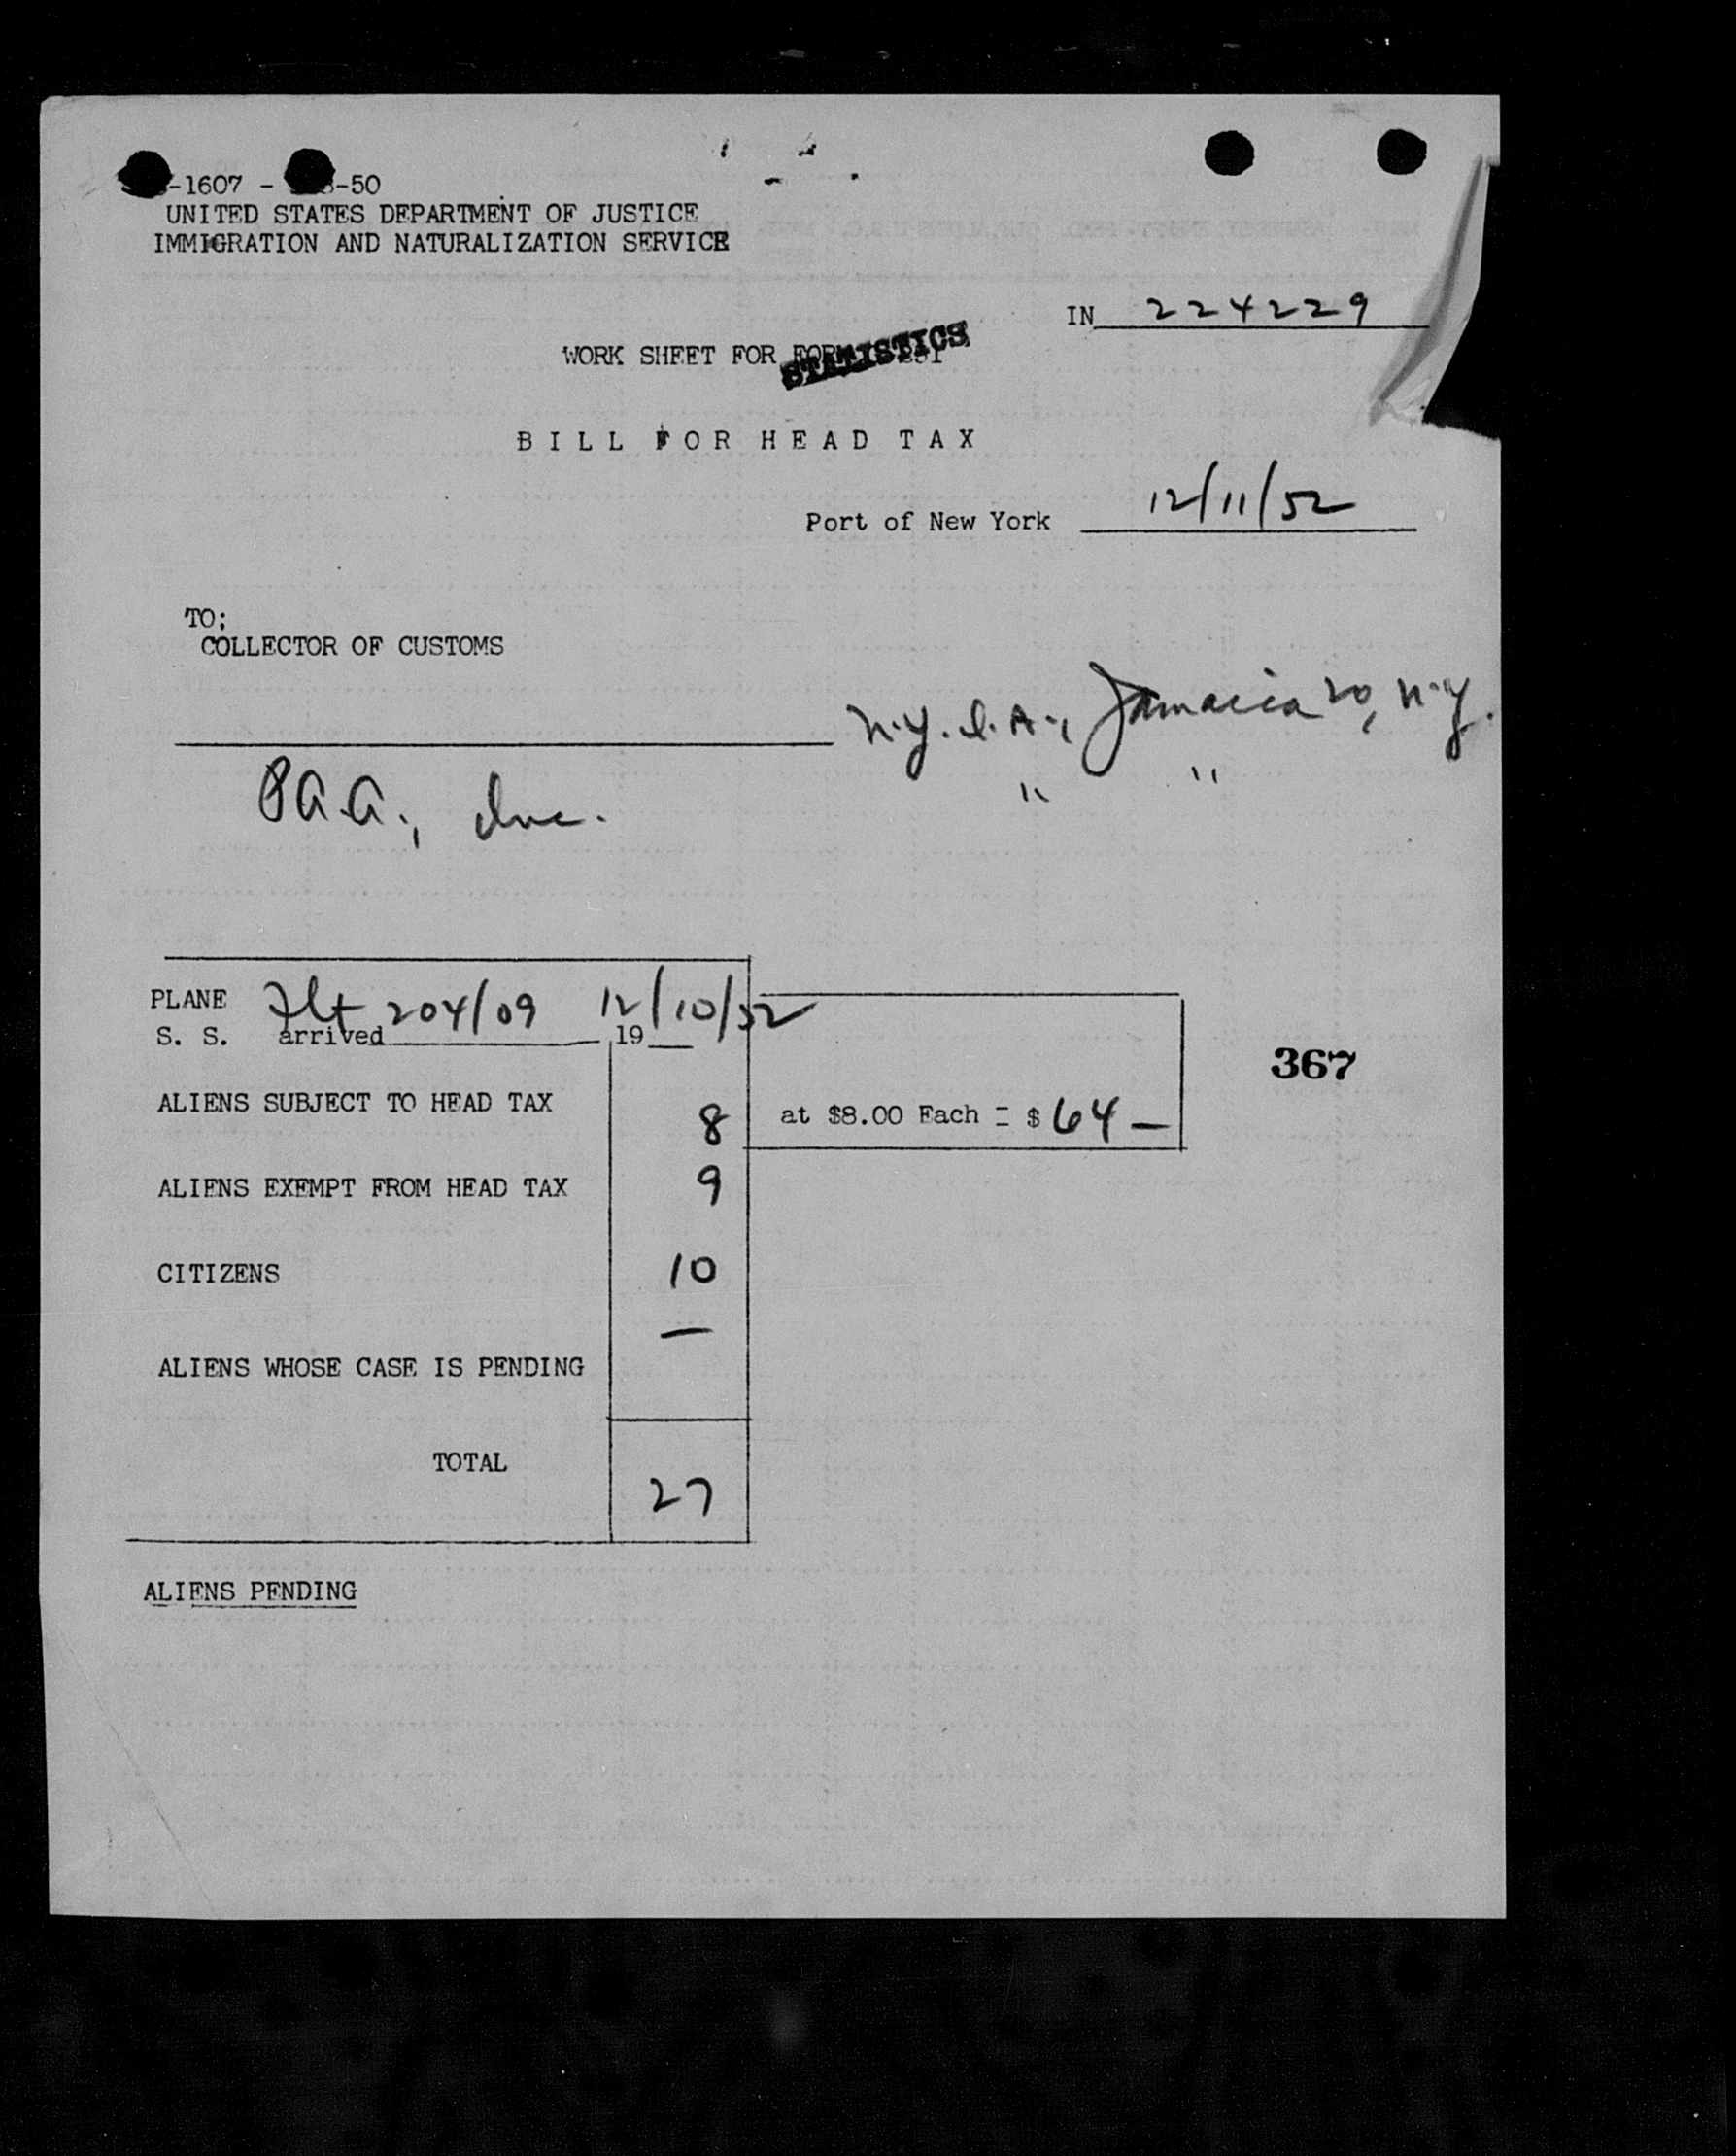 -1607 - -50
UNITED STATES DEPARTMENT OF JUSTICE
IMMIGRATION AND NATURALIZATION SERVICE
IN 224229
WORK SHEET FOR
STATISTICS
BILL FOR HEAD TAX
Port of New York 12/11/52
TO:
COLLECTOR OF CUSTOMS
N.Y.I.A., Jamaica 20, N.Y.
" "
P.A.A., Inc.
PLANE Flt 204/09 12/10/52
S. S. arrived 19
367
ALIENS SUBJECT TO HEAD TAX 8 at $8.00 Each = $ 64 —
ALIENS EXEMPT FROM HEAD TAX 9
CITIZENS 10
—
ALIENS WHOSE CASE IS PENDING
TOTAL
27
ALIENS PENDING